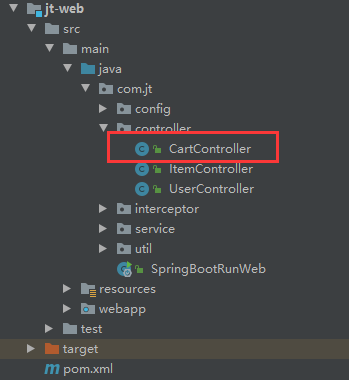 jt-web
src
main
java
com.jt
config
controller
CartController
ItemController
UserController
interceptor
service
util
SpringBootRunWeb
resources
webapp
test
target
pom.xml